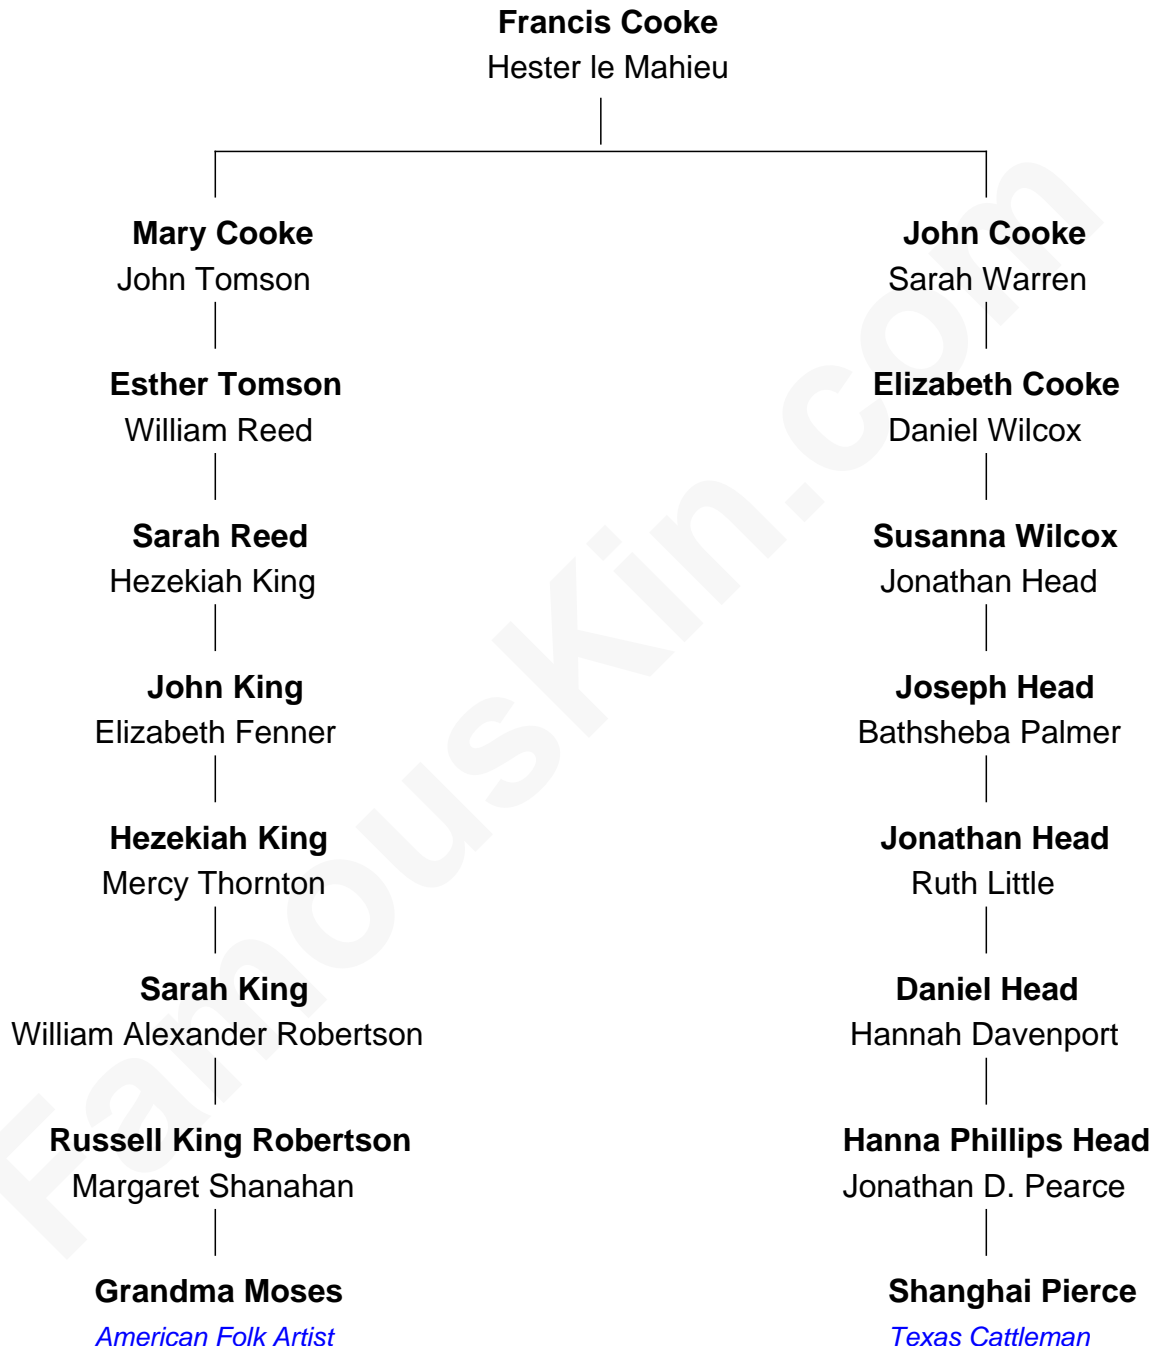 Francis Cooke
Hester le Mahieu
Mary Cooke
John Tomson
Esther Tomson
William Reed
Sarah Reed
Hezekiah King
John King
Elizabeth Fenner
Hezekiah King
Mercy Thornton
Sarah King
William Alexander Robertson
Russell King Robertson
Margaret Shanahan
Grandma Moses
American Folk Artist
John Cooke
Sarah Warren
Elizabeth Cooke
Daniel Wilcox
Susanna Wilcox
Jonathan Head
Joseph Head
Bathsheba Palmer
Jonathan Head
Ruth Little
Daniel Head
Hannah Davenport
Hanna Phillips Head
Jonathan D. Pearce
Shanghai Pierce
Texas Cattleman
FamousKin.com